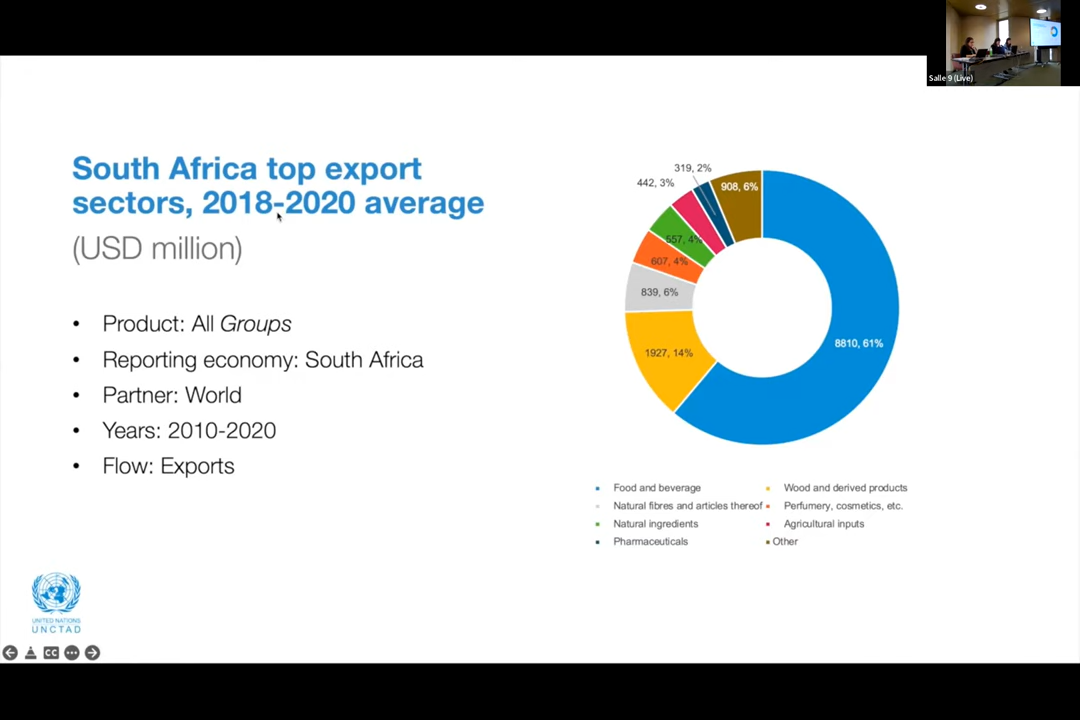 Salle 9 (Live)
South Africa top export
sectors, 2018-2020 average
(USD million)
• Product: All Groups
• Reporting economy: South Africa
• Partner: World
• Years: 2010-2020
• Flow: Exports
319, 2%
442, 3%
908, 6%
557, 4%
607, 4%
839, 6%
8810, 61%
1927, 14%
Food and beverage
Wood and derived products
Natural fibres and articles thereof
Perfumery, cosmetics, etc.
Natural ingredients
Agricultural inputs
Pharmaceuticals
Other
UNITED NATIONS
UNCTAD
CC